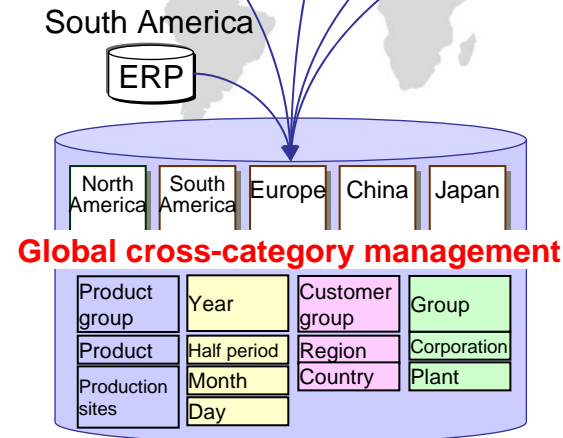 South America
ERP
North
America
South
America
Europe
China
Japan
Global cross-category management
Product
group
Year
Customer
group
Group
Product
Half period
Region
Corporation
Production
sites
Month
Country
Plant
Day